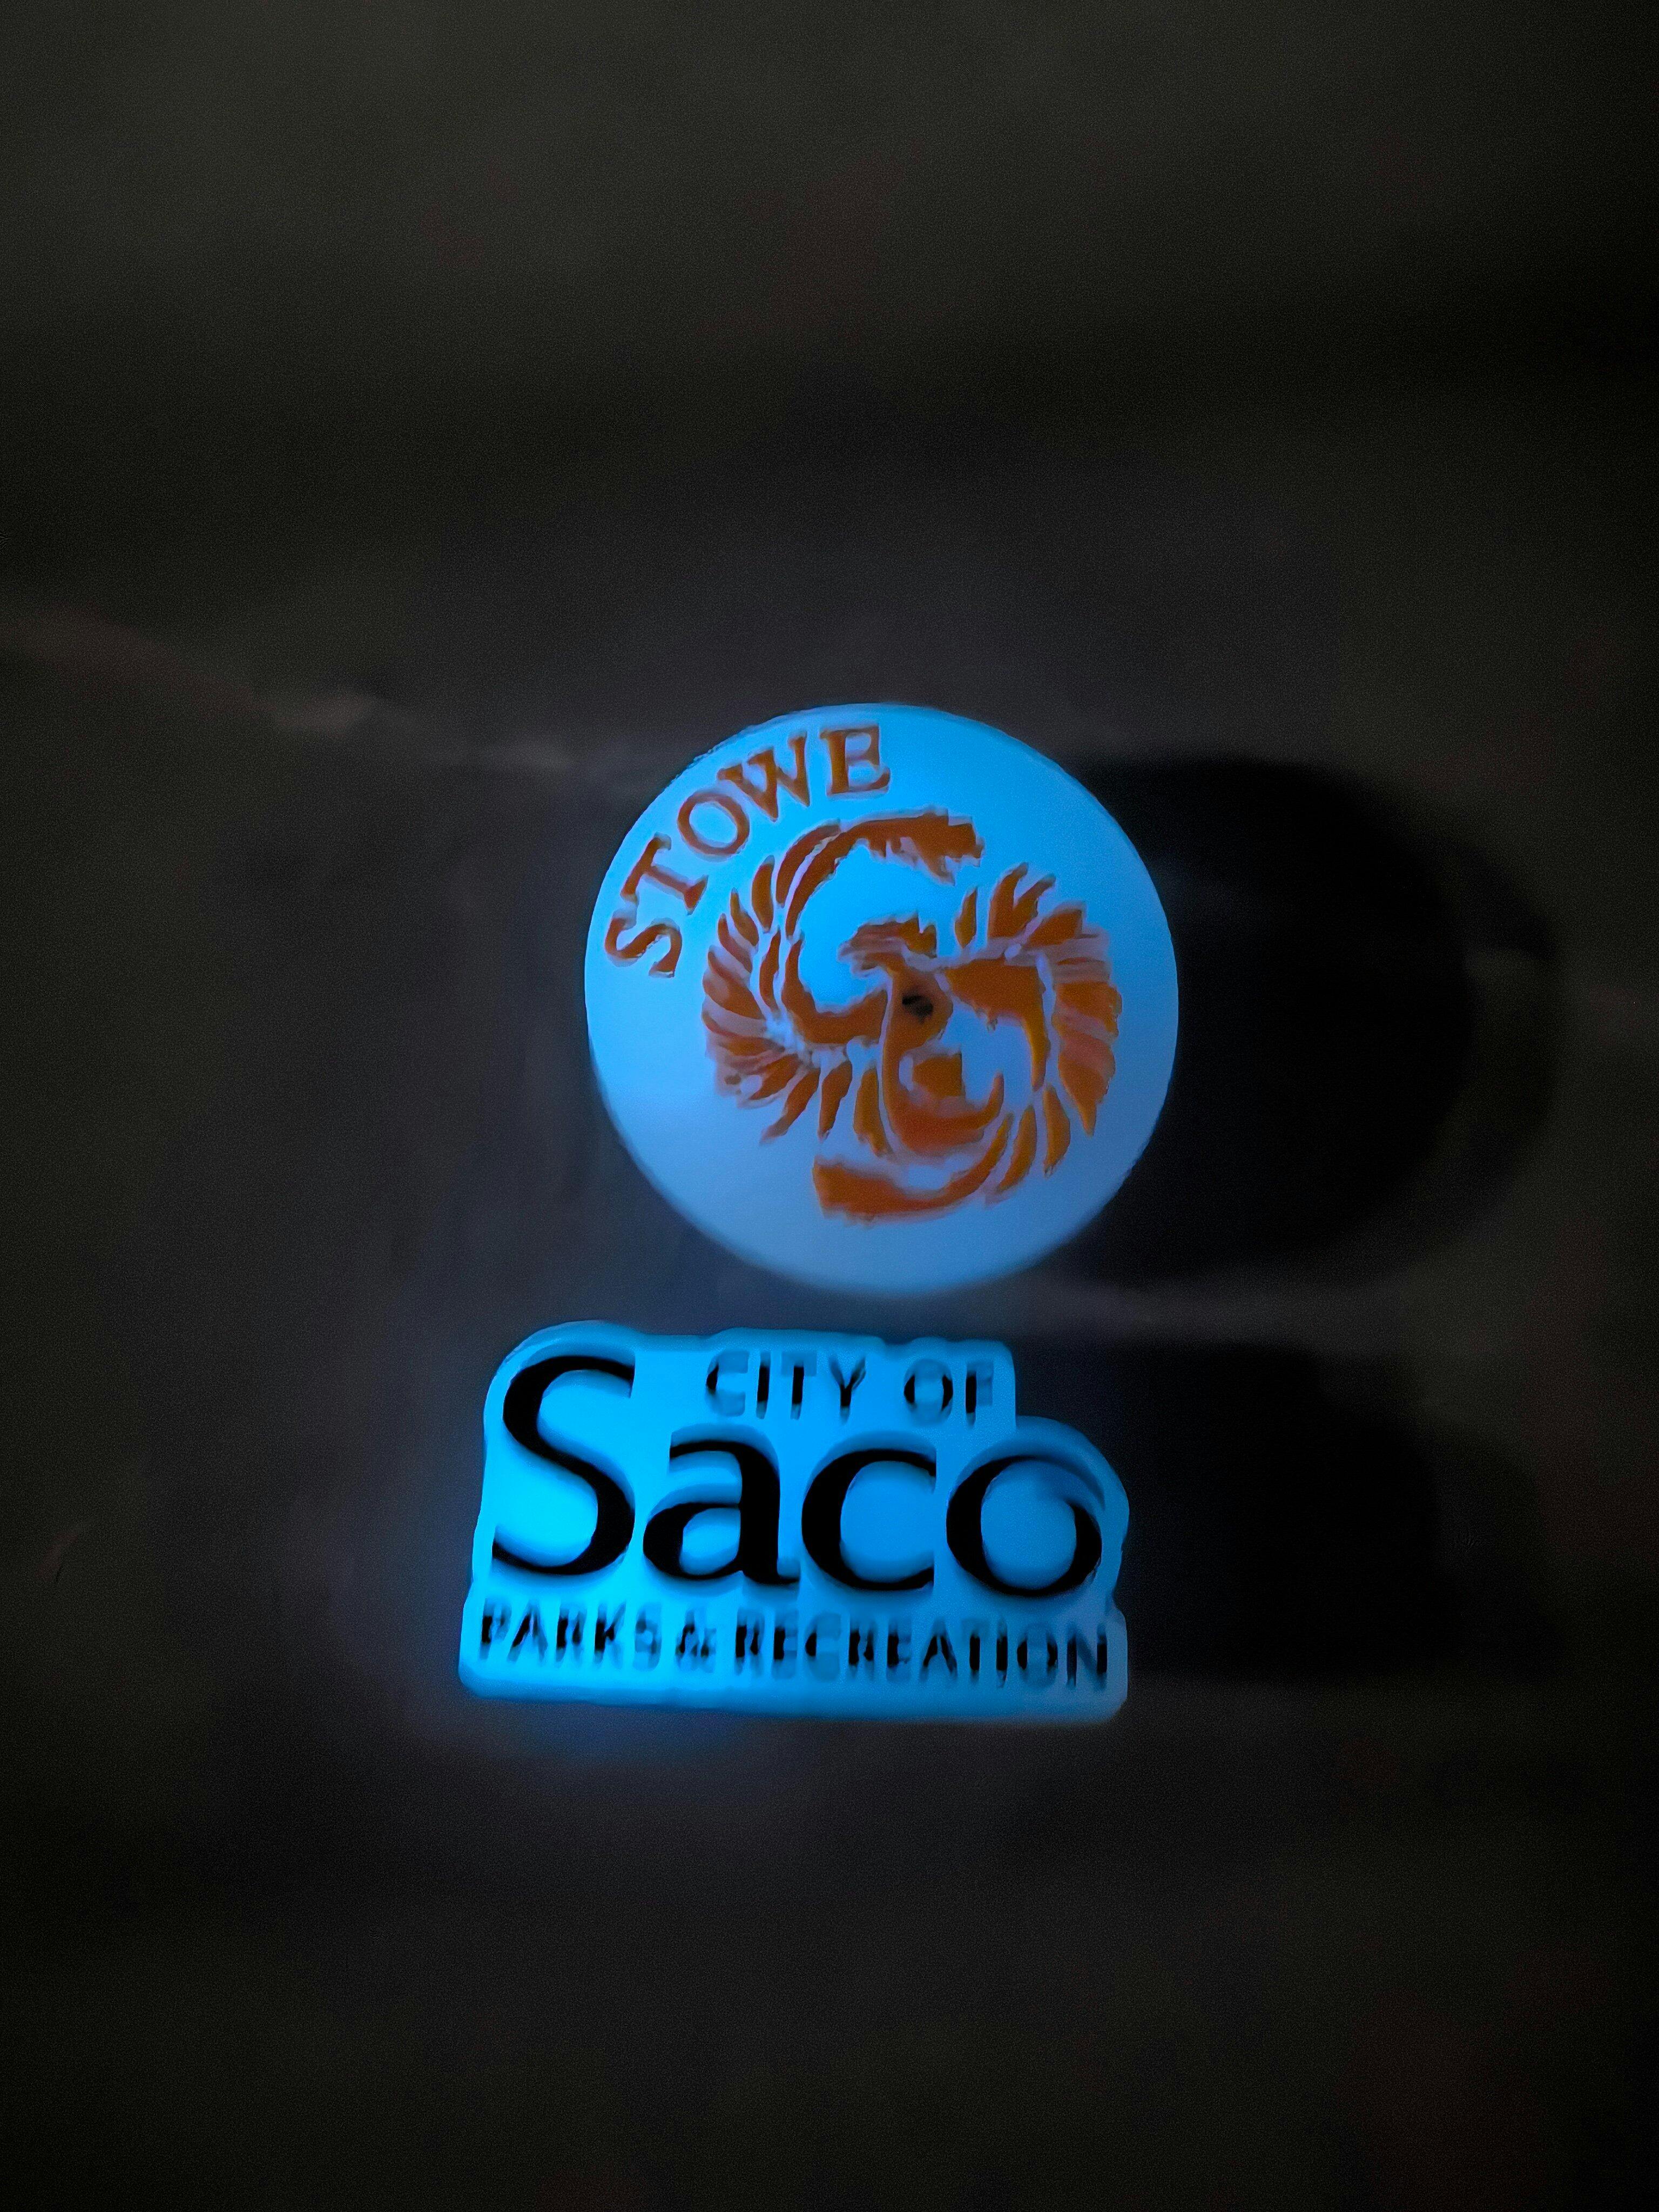 STOWE
CITY OF
Saco
PARKS & RECREATION